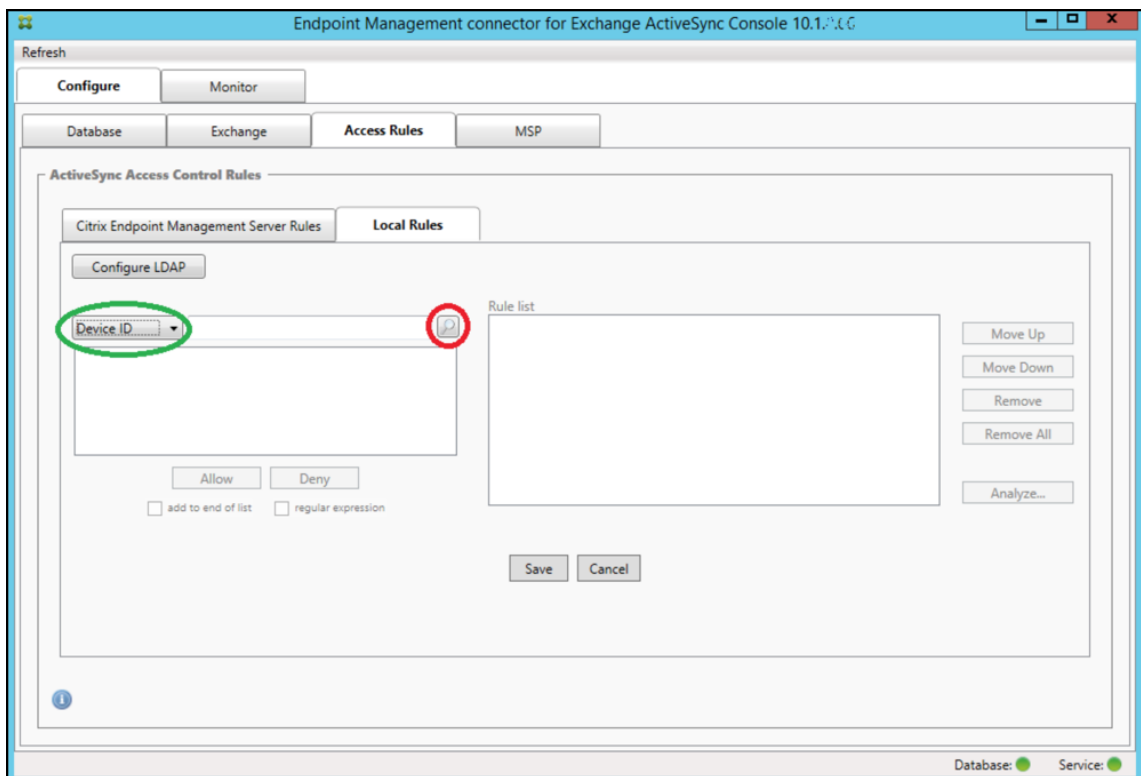 Endpoint Management connector for Exchange ActiveSync Console 10.1.
Refresh
Configure Monitor
Database Exchange Access Rules MSP
ActiveSync Access Control Rules
Citrix Endpoint Management Server Rules Local Rules
Configure LDAP
Rule list
Device ID
Move Up
Move Down
Remove
Remove All
Allow Deny
Analyze...
add to end of list regular expression
Save Cancel
Database: Service: